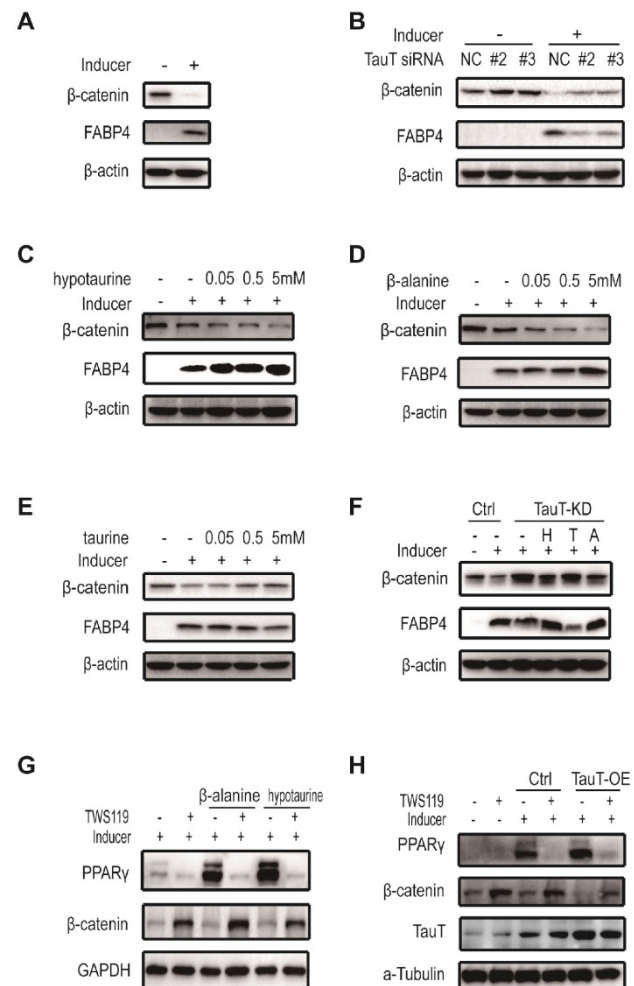 A
Inducer - +
β-catenin
FABP4
β-actin
B
Inducer - +
TauT siRNA NC #2 #3 NC #2 #3
β-catenin
FABP4
β-actin
C
hypotaurine - - 0.05 0.5 5mM
Inducer - + + + +
β-catenin
FABP4
β-actin
D
β-alanine - - 0.05 0.5 5mM
Inducer - + + + +
β-catenin
FABP4
β-actin
E
taurine - - 0.05 0.5 5mM
Inducer - + + + +
β-catenin
FABP4
β-actin
F
Ctrl TauT-KD
- - - H T A
Inducer - + + + + +
β-catenin
FABP4
β-actin
G
β-alanine hypotaurine
TWS119 - + - + - +
Inducer + + + + + +
PPARγ
β-catenin
GAPDH
H
Ctrl TauT-OE
TWS119 - + - + - +
Inducer - - + + + +
PPARγ
β-catenin
TauT
a-Tubulin